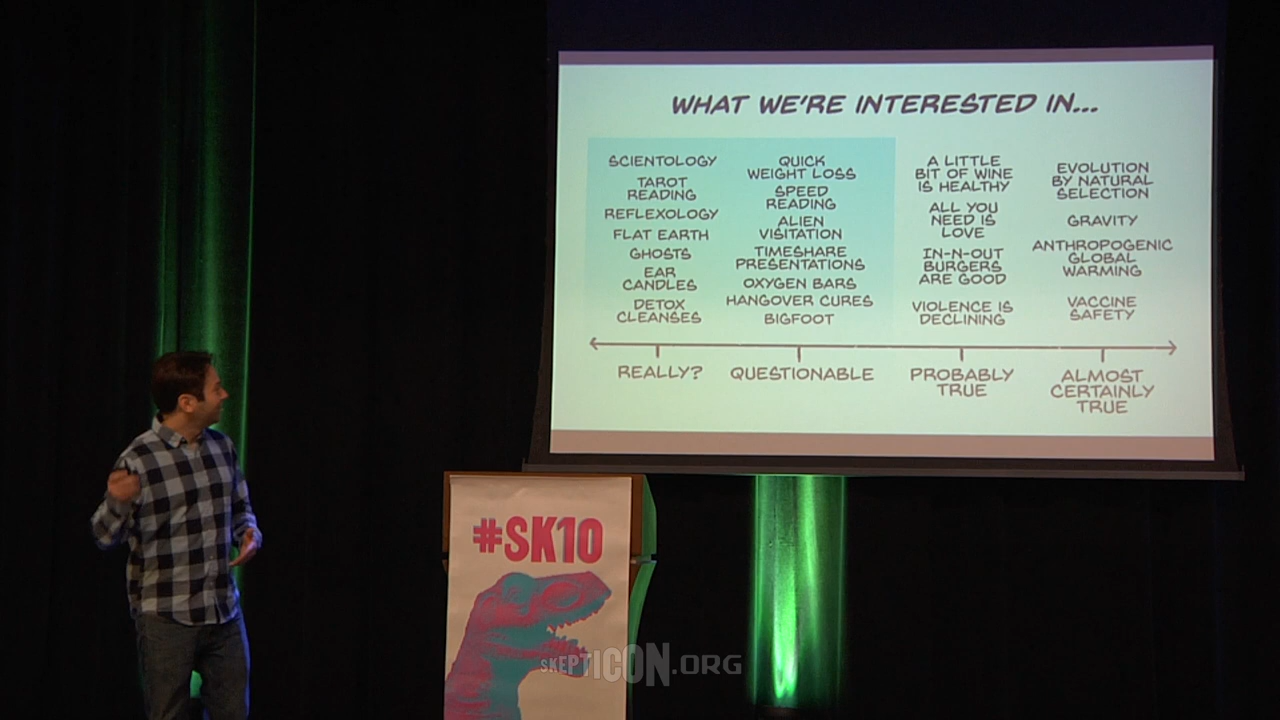 WHAT WE'RE INTERESTED IN...
SCIENTOLOGY
TAROT
READING
REFLEXOLOGY
FLAT EARTH
GHOSTS
EAR
CANDLES
DETOX
CLEANSES
QUICK
WEIGHT LOSS
SPEED
READING
ALIEN
VISITATION
TIMESHARE
PRESENTATIONS
OXYGEN BARS
HANGOVER CURES
BIGFOOT
A LITTLE
BIT OF WINE
IS HEALTHY
ALL YOU
NEED IS
LOVE
IN-N-OUT
BURGERS
ARE GOOD
VIOLENCE IS
DECLINING
EVOLUTION
BY NATURAL
SELECTION
GRAVITY
ANTHROPOGENIC
GLOBAL
WARMING
VACCINE
SAFETY
REALLY?
QUESTIONABLE
PROBABLY
TRUE
ALMOST
CERTAINLY
TRUE
#SK10
SKEPTICON.ORG